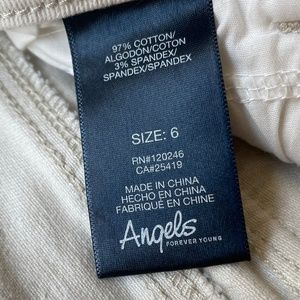 97% COTTON/
ALGODÓN/COTON
3% SPANDEX/
SPANDEX/SPANDEX
SIZE: 6
RN#120246
CA#25419
MADE IN CHINA
HECHO EN CHINA
FABRIQUE EN CHINE
Angels
FOREVER YOUNG